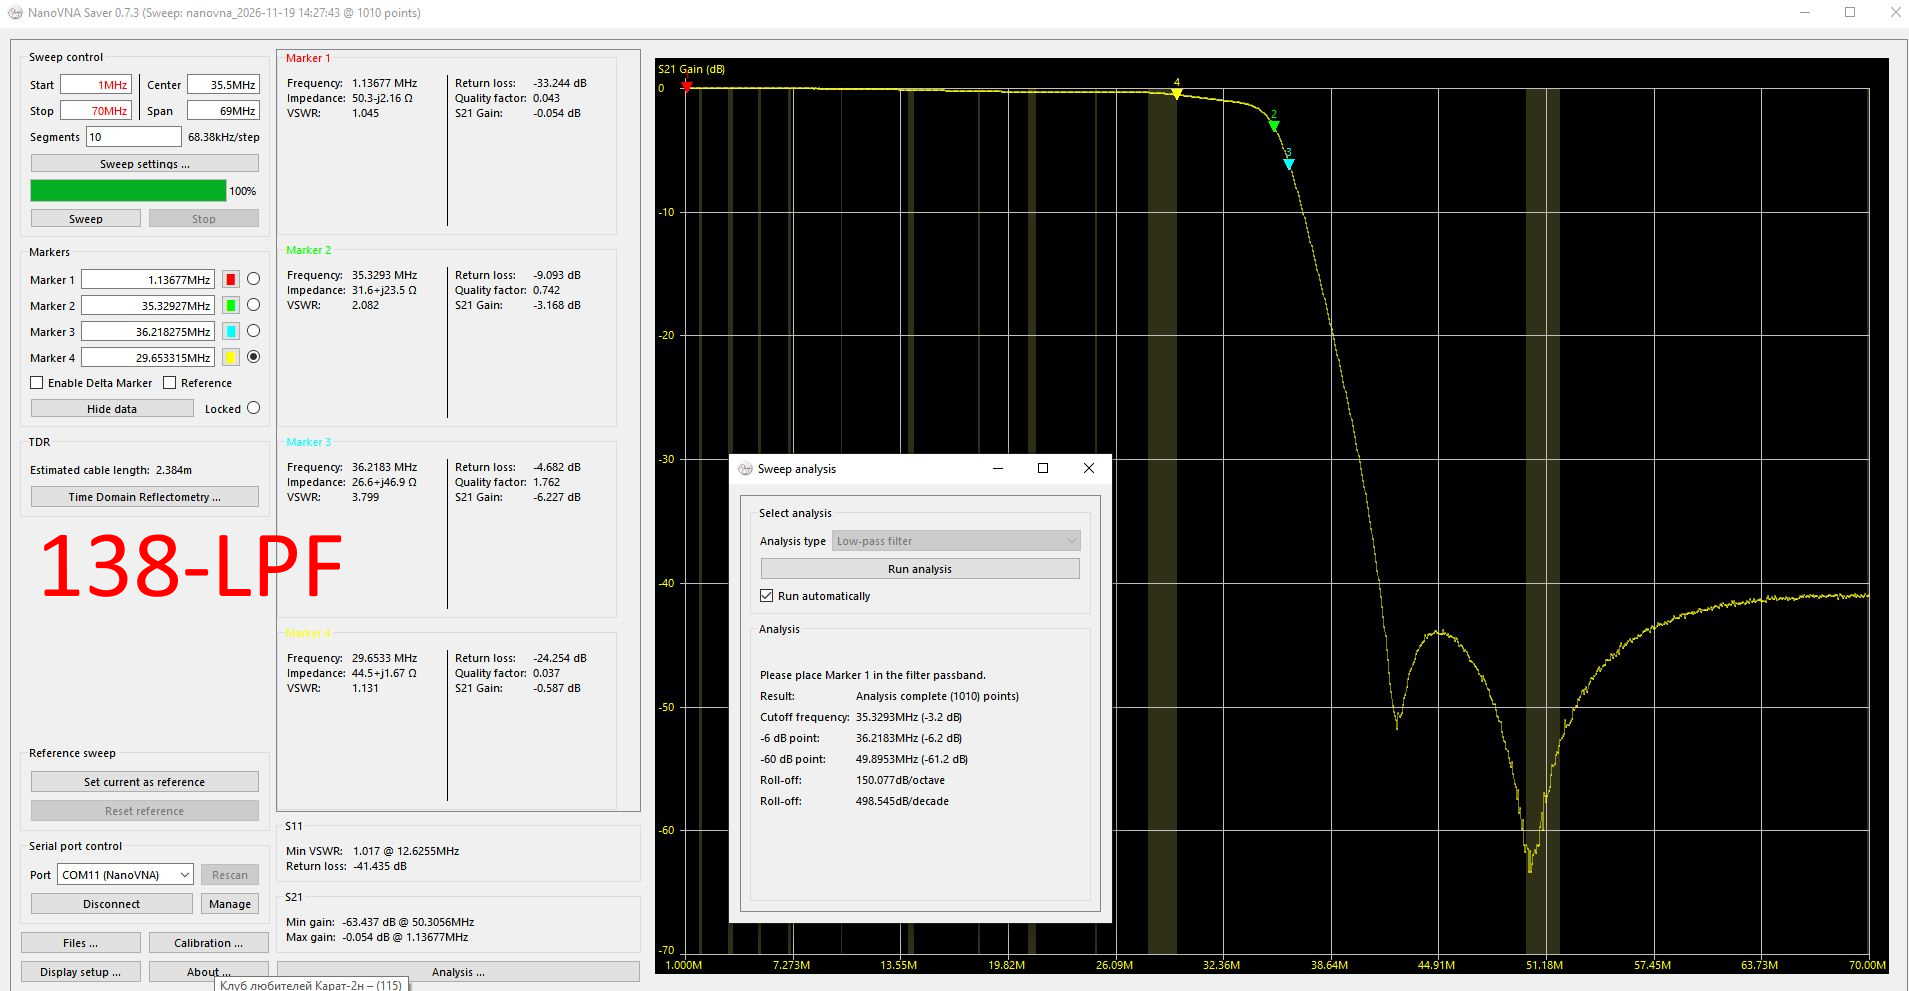 NanoVNA Saver 0.7.3 (Sweep: nanovna_2026-11-19 14:27:43 @ 1010 points)
Sweep control
Start 1MHz Center 35.5MHz
Stop 70MHz Span 69MHz
Segments 10 68.38kHz/step
Sweep settings ...
100%
Sweep Stop
Markers
Marker 1 1.13677MHz
Marker 2 35.32927MHz
Marker 3 36.218275MHz
Marker 4 29.653315MHz
Enable Delta Marker Reference
Hide data Locked
TDR
Estimated cable length: 2.384m
Time Domain Reflectometry ...
138-LPF
Reference sweep
Set current as reference
Reset reference
Serial port control
Port COM11 (NanoVNA) Rescan
Disconnect Manage
Files ... Calibration ...
Display setup ... About ...
Клуб любителей Карат-2н – (115)
Marker 1
Frequency: 1.13677 MHz Return loss: -33.244 dB
Impedance: 50.3-j2.16 Ω Quality factor: 0.043
VSWR: 1.045 S21 Gain: -0.054 dB
Marker 2
Frequency: 35.3293 MHz Return loss: -9.093 dB
Impedance: 31.6+j23.5 Ω Quality factor: 0.742
VSWR: 2.082 S21 Gain: -3.168 dB
Marker 3
Frequency: 36.2183 MHz Return loss: -4.682 dB
Impedance: 26.6+j46.9 Ω Quality factor: 1.762
VSWR: 3.799 S21 Gain: -6.227 dB
Marker 4
Frequency: 29.6533 MHz Return loss: -24.254 dB
Impedance: 44.5+j1.67 Ω Quality factor: 0.037
VSWR: 1.131 S21 Gain: -0.587 dB
S11
Min VSWR: 1.017 @ 12.6255MHz
Return loss: -41.435 dB
S21
Min gain: -63.437 dB @ 50.3056MHz
Max gain: -0.054 dB @ 1.13677MHz
Analysis ...
S21 Gain (dB)
0
4
2
3
-10
-20
-30
-40
-50
-60
-70
1.000M 7.273M 13.55M 19.82M 26.09M 32.36M 38.64M 44.91M 51.18M 57.45M 63.73M 70.00M
Sweep analysis
Select analysis
Analysis type Low-pass filter
Run analysis
Run automatically
Analysis
Please place Marker 1 in the filter passband.
Result: Analysis complete (1010) points)
Cutoff frequency: 35.3293MHz (-3.2 dB)
-6 dB point: 36.2183MHz (-6.2 dB)
-60 dB point: 49.8953MHz (-61.2 dB)
Roll-off: 150.077dB/octave
Roll-off: 498.545dB/decade